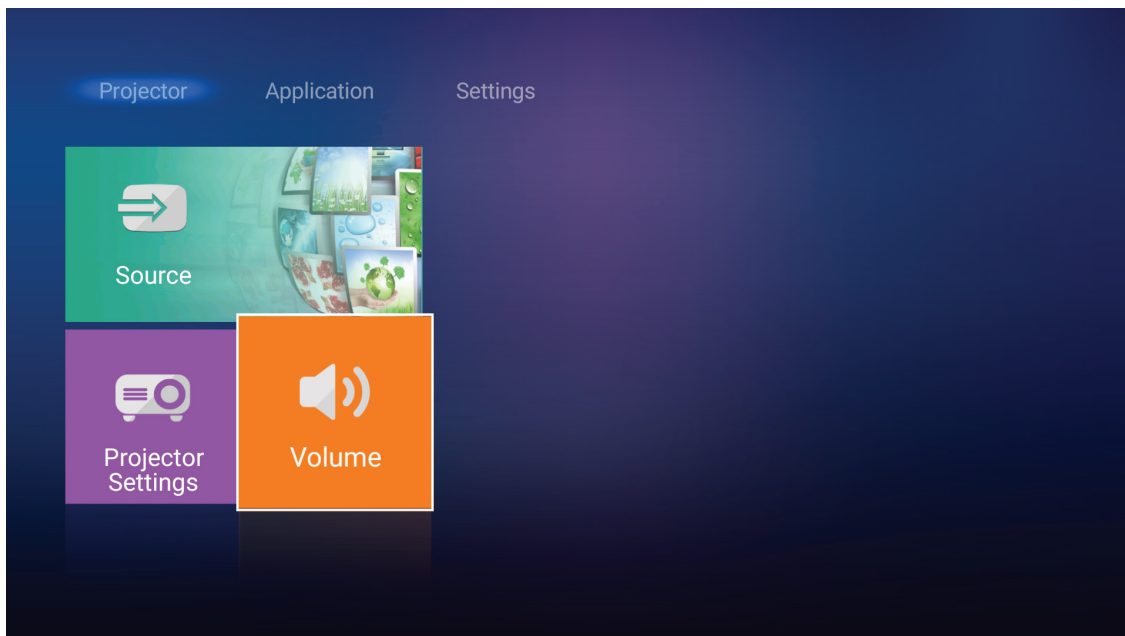 Projector Application Settings
Source
Projector
Settings
Volume